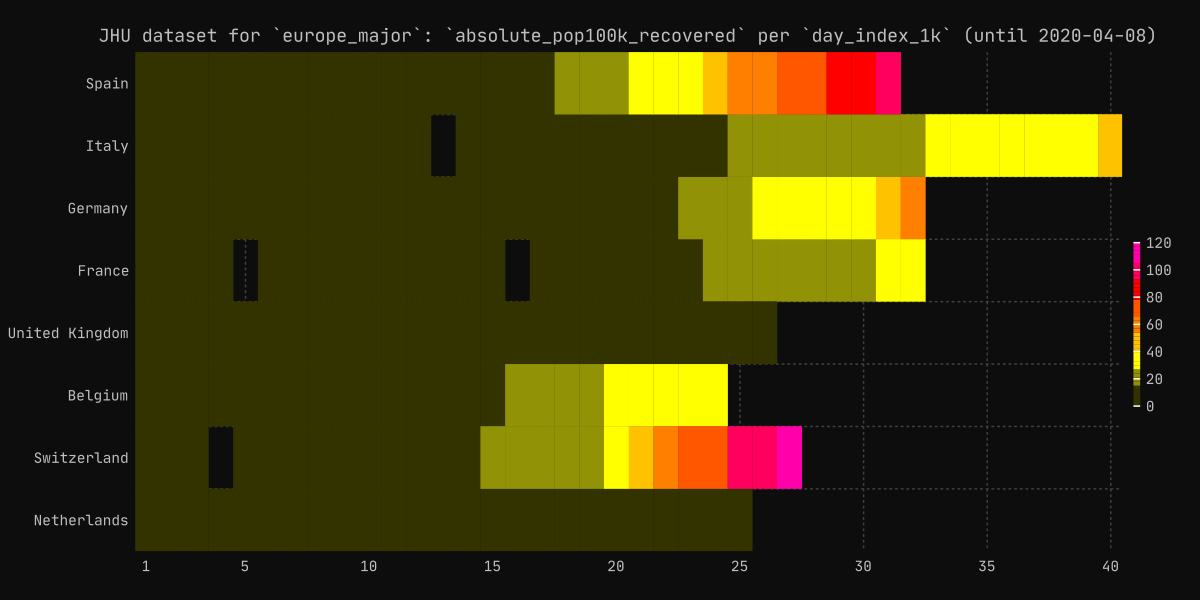 JHU dataset for `europe_major`: `absolute_pop100k_recovered` per `day_index_1k` (until 2020-04-08)
Spain
Italy
Germany
France
United Kingdom
Belgium
Switzerland
Netherlands
120
100
80
60
40
20
0
1 5 10 15 20 25 30 35 40